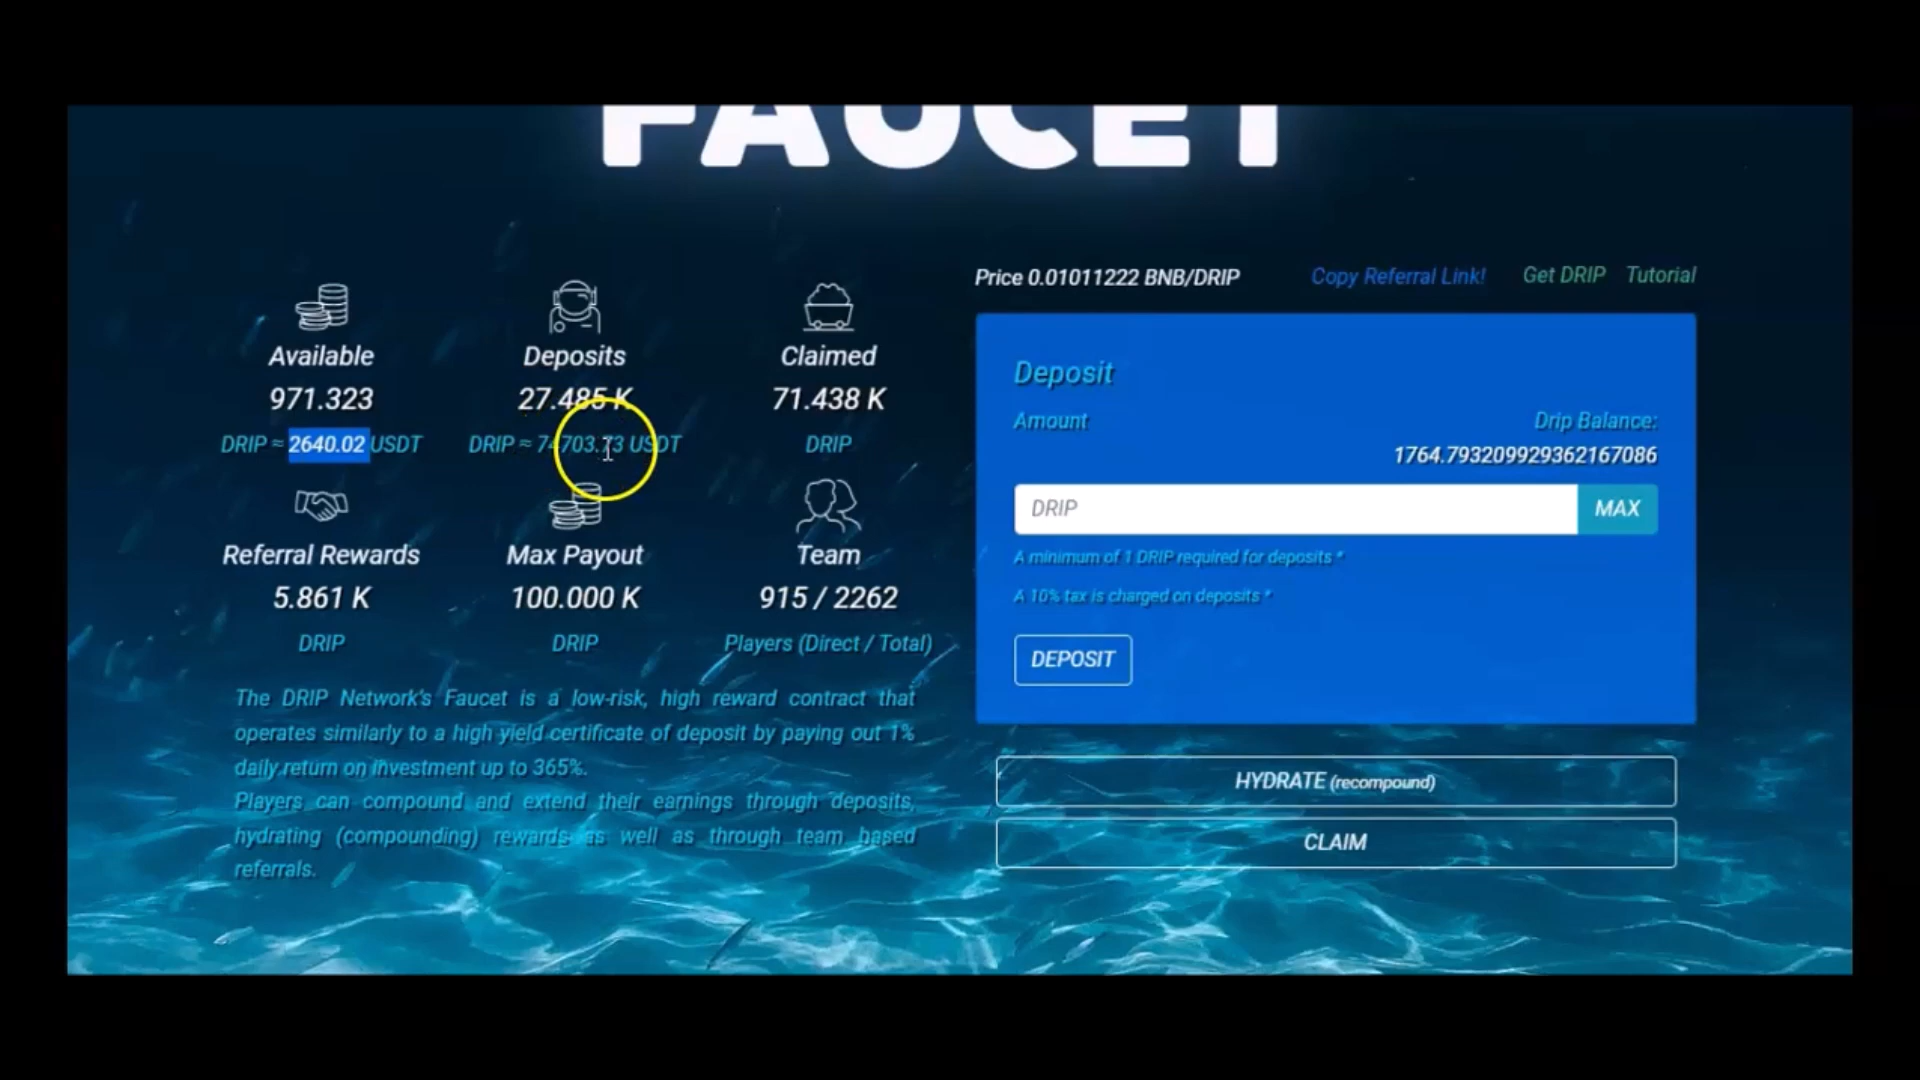 FAUCET
Price 0.01011222 BNB/DRIP
Copy Referral Link!
Get DRIP
Tutorial
Available
971.323
DRIP ≈ 2640.02 USDT
Deposits
27.485 K
DRIP ≈ 74703.73 USDT
Claimed
71.438 K
DRIP
Referral Rewards
5.861 K
DRIP
Max Payout
100.000 K
DRIP
Team
915 / 2262
Players (Direct / Total)
The DRIP Network's Faucet is a low-risk, high reward contract that
operates similarly to a high yield certificate of deposit by paying out 1%
daily return on investment up to 365%.
Players can compound and extend their earnings through deposits,
hydrating (compounding) rewards as well as through team based
referrals.
Deposit
Amount
Drip Balance:
1764.793209929362167086
DRIP
MAX
A minimum of 1 DRIP required for deposits *
A 10% tax is charged on deposits *
DEPOSIT
HYDRATE (recompound)
CLAIM